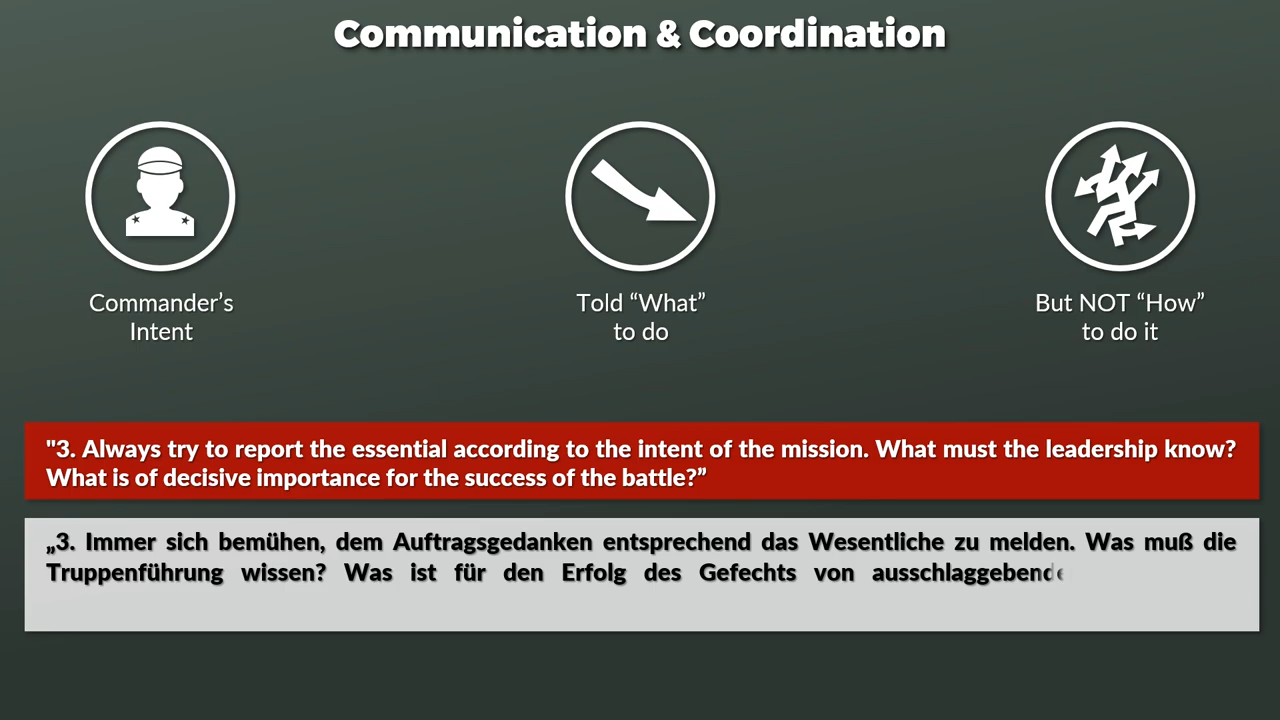 Communication & Coordination
Commander’s
Intent
Told “What”
to do
But NOT “How”
to do it
"3. Always try to report the essential according to the intent of the mission. What must the leadership know?
What is of decisive importance for the success of the battle?”
„3. Immer sich bemühen, dem Auftragsgedanken entsprechend das Wesentliche zu melden. Was muß die
Truppenführung wissen? Was ist für den Erfolg des Gefechts von